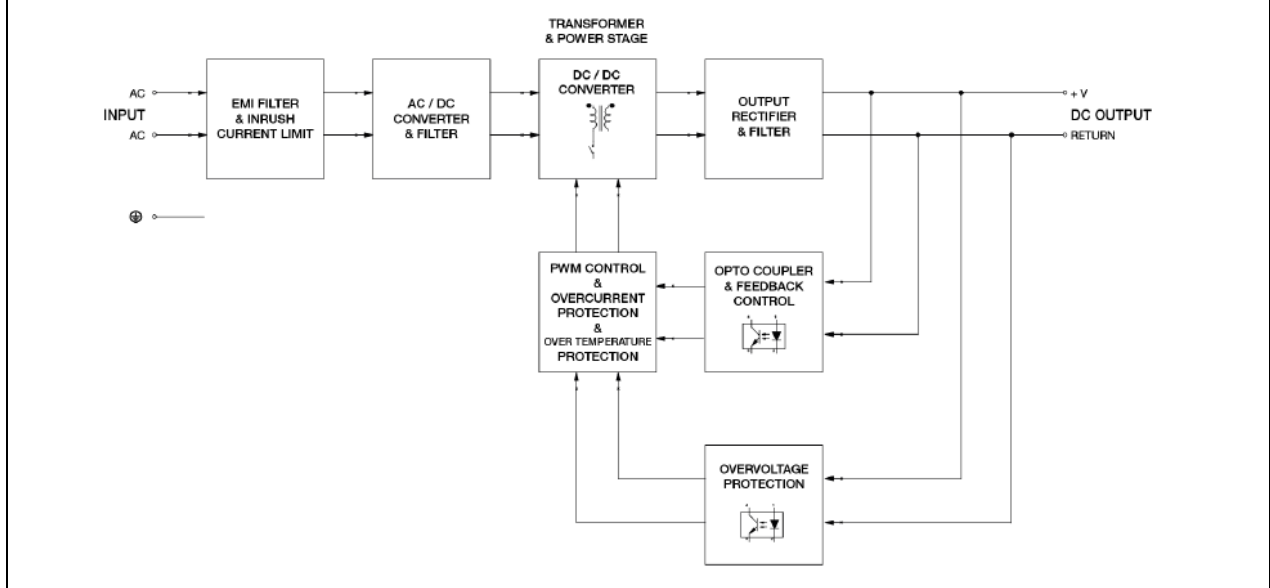 TRANSFORMER
& POWER STAGE
AC
INPUT
AC
EMI FILTER
& INRUSH
CURRENT LIMIT
AC / DC
CONVERTER
& FILTER
DC / DC
CONVERTER
OUTPUT
RECTIFIER
& FILTER
+ V
DC OUTPUT
RETURN
PWM CONTROL
&
OVERCURRENT
PROTECTION
&
OVER TEMPERATURE
PROTECTION
OPTO COUPLER
& FEEDBACK
CONTROL
OVERVOLTAGE
PROTECTION